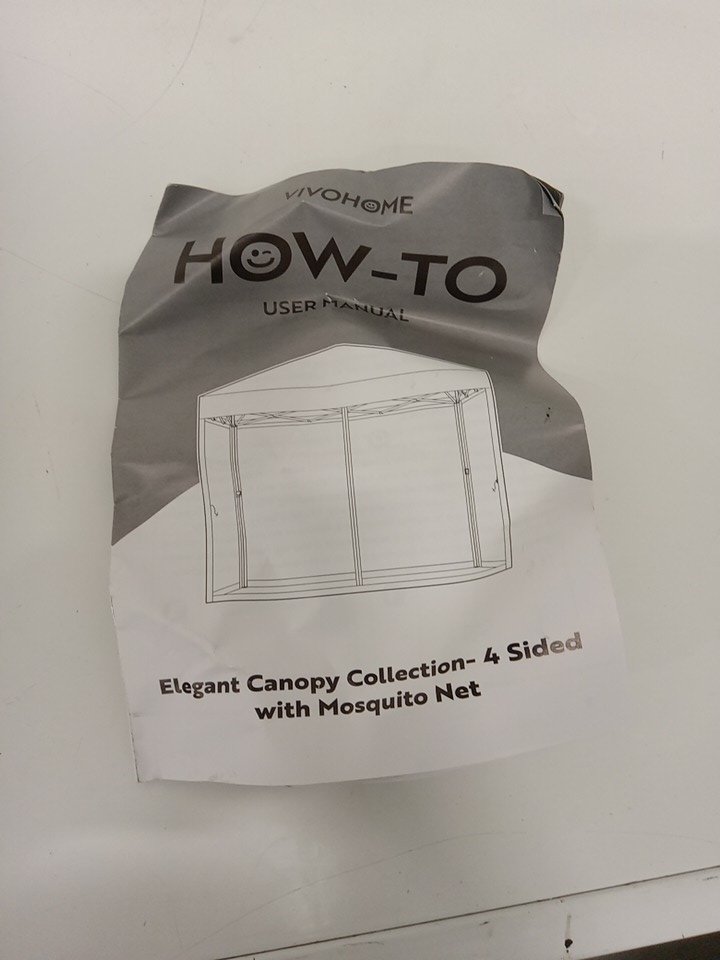 VIVOHOME
HOW-TO
USER MANUAL
Elegant Canopy Collection- 4 Sided
with Mosquito Net